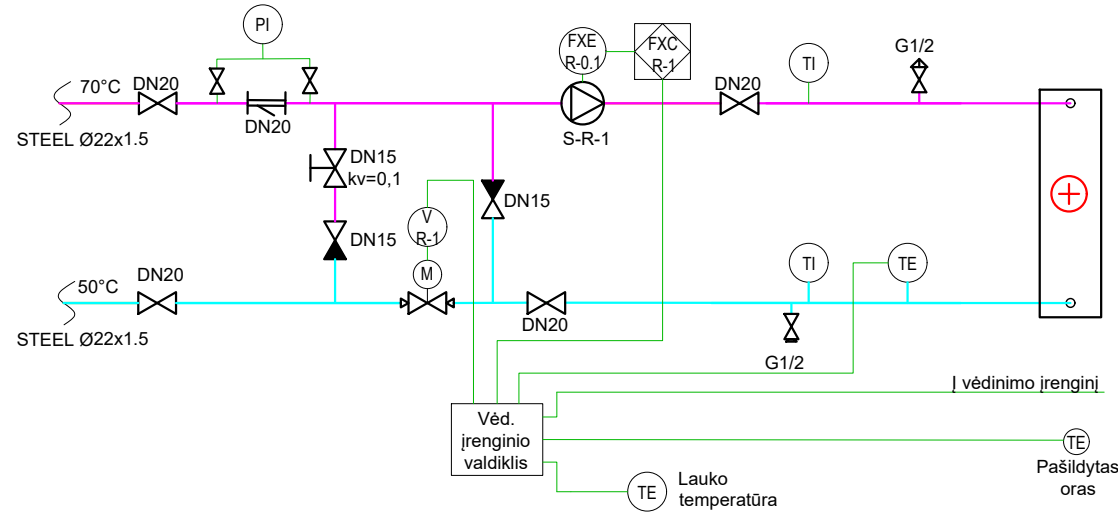 PI
FXE
R-0.1
FXC
R-1
G1/2
70°C
DN20
DN20
TI
STEEL Ø22x1.5
DN20
S-R-1
DN15
kv=0,1
DN15
V
R-1
DN15
50°C
DN20
M
TI
TE
DN20
STEEL Ø22x1.5
G1/2
Į vėdinimo įrenginį
Vėd.
įrenginio
valdiklis
TE
Pašildytas
oras
TE
Lauko
temperatūra